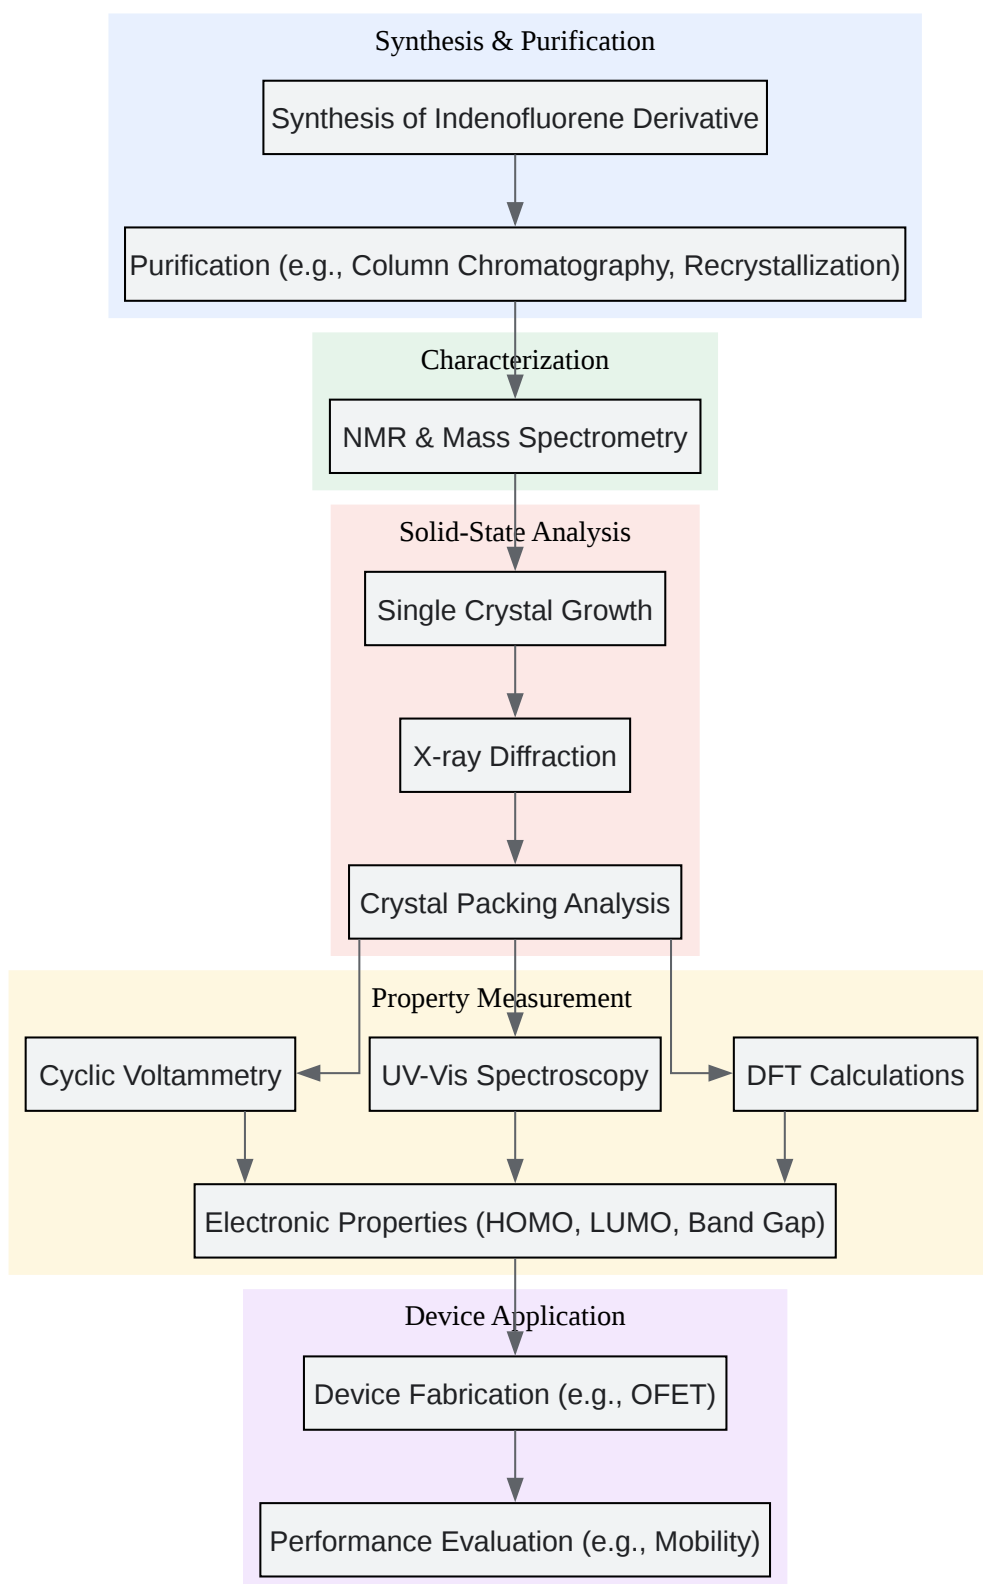 Synthesis & Purification
Synthesis of Indenofluorene Derivative
Purification (e.g., Column Chromatography, Recrystallization)
Characterization
NMR & Mass Spectrometry
Solid-State Analysis
Single Crystal Growth
X-ray Diffraction
Crystal Packing Analysis
Property Measurement
Cyclic Voltammetry
UV-Vis Spectroscopy
DFT Calculations
Electronic Properties (HOMO, LUMO, Band Gap)
Device Application
Device Fabrication (e.g., OFET)
Performance Evaluation (e.g., Mobility)